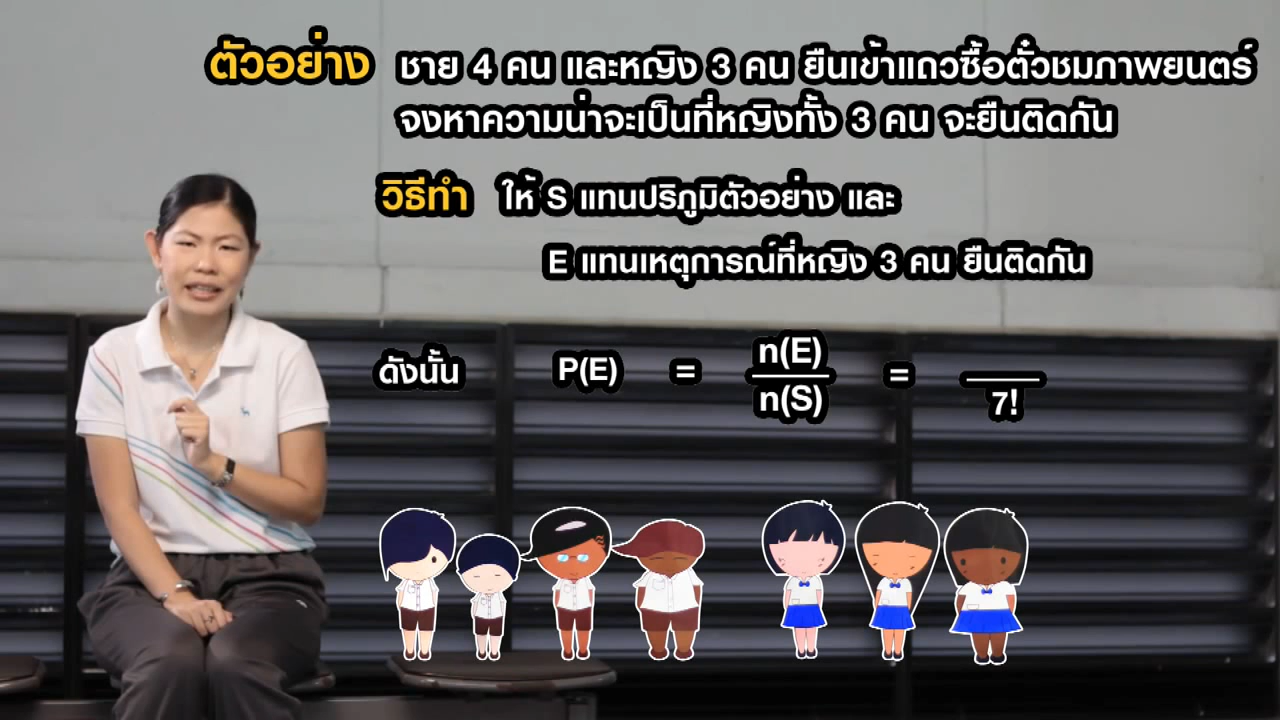 ตัวอย่าง ชาย 4 คน และหญิง 3 คน ยืนเข้าแถวซื้อตั๋วชมภาพยนตร์
จงหาความน่าจะเป็นที่หญิงทั้ง 3 คน จะยืนติดกัน
วิธีทำ ให้ S แทนปริภูมิตัวอย่าง และ
E แทนเหตุการณ์ที่หญิง 3 คน ยืนติดกัน
ดังนั้น P(E) = n(E)/n(S) = /7!